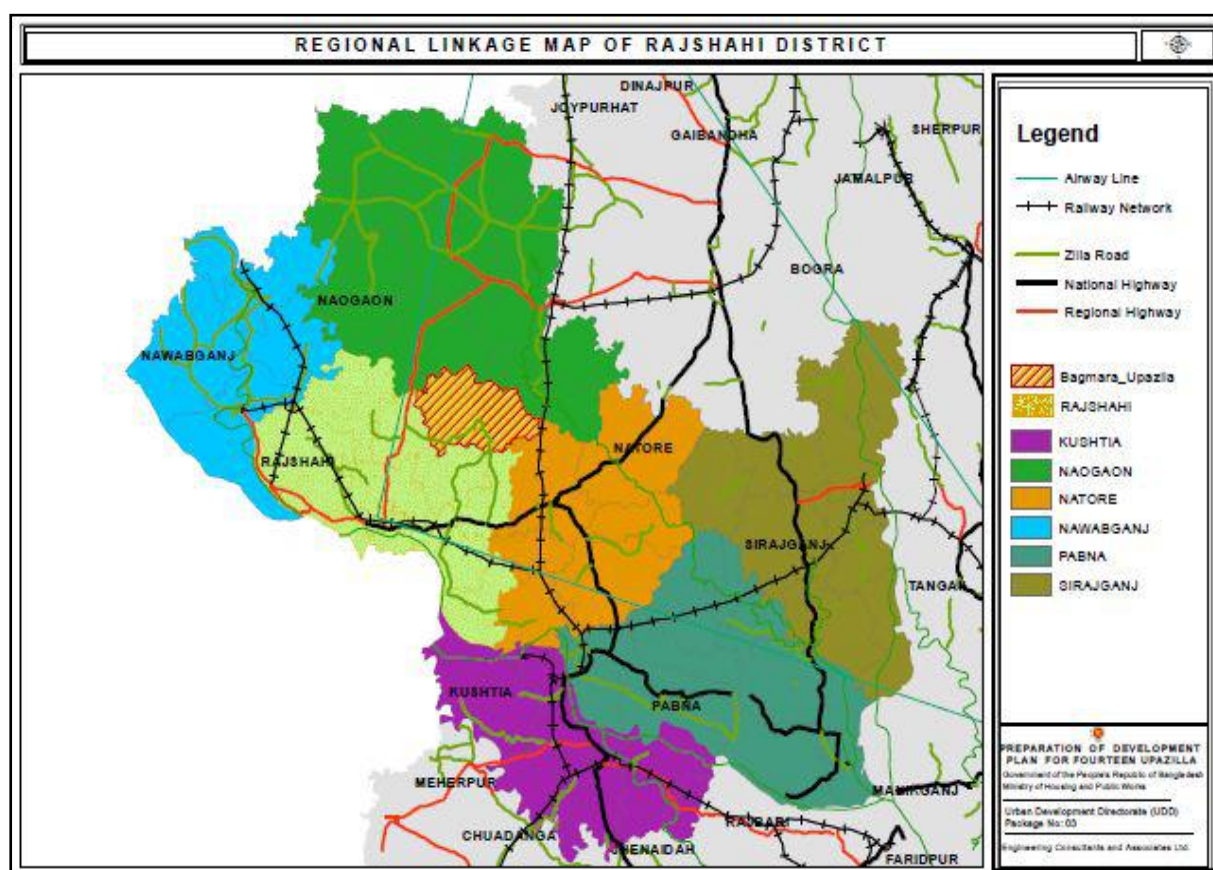 REGIONAL LINKAGE MAP OF RAJSHAHI DISTRICT
DINAJPUR
JOYPURHAT
GAIBANDHA
SHERPUR
JAMALPUR
BOGRA
NAOGAON
NAWABGANJ
RAJSHAHI
NATORE
SIRAJGANJ
TANGAIL
KUSHTIA
PABNA
MEHERPUR
MANIKGANJ
CHUADANGA
RAJBARI
JHENAIDAH
FARIDPUR
Legend
Airway Line
Railway Network
Zilla Road
National Highway
Regional Highway
Bagmara_Upazila
RAJSHAHI
KUSHTIA
NAOGAON
NATORE
NAWABGANJ
PABNA
SIRAJGANJ
PREPARATION OF DEVELOPMENT
PLAN FOR FOURTEEN UPAZILLA
Government of the People's Republic of Bangladesh
Ministry of Housing and Public Works
Urban Development Directorate (UDD)
Package No: 03
Engineering Consultants and Associates Ltd.